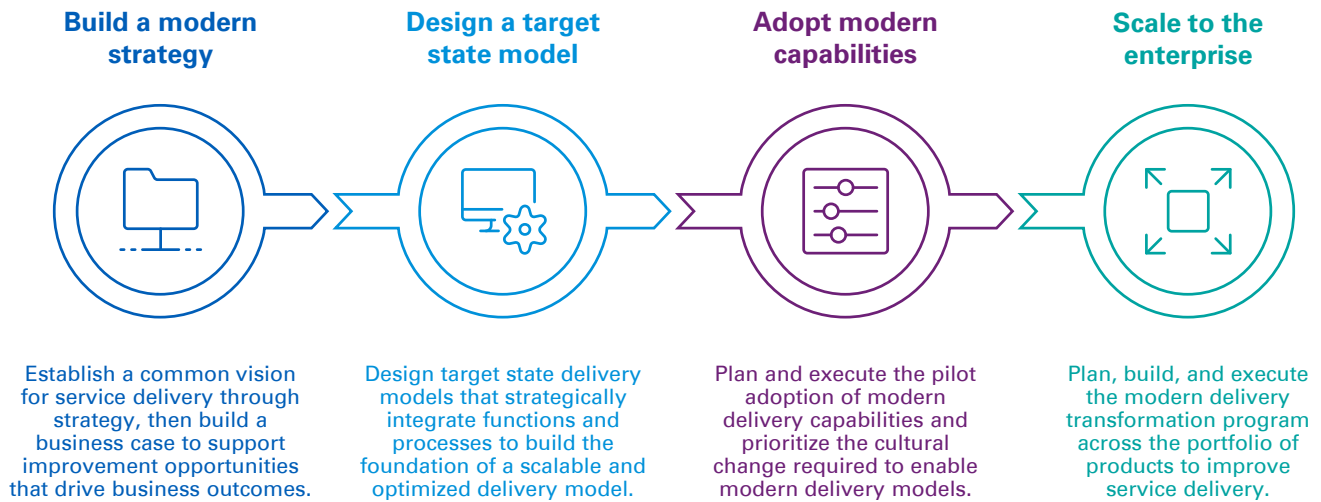 Build a modern
strategy
Design a target
state model
Adopt modern
capabilities
Scale to the
enterprise
Establish a common vision
for service delivery through
strategy, then build a
business case to support
improvement opportunities
that drive business outcomes.
Design target state delivery
models that strategically
integrate functions and
processes to build the
foundation of a scalable and
optimized delivery model.
Plan and execute the pilot
adoption of modern
delivery capabilities and
prioritize the cultural
change required to enable
modern delivery models.
Plan, build, and execute
the modern delivery
transformation program
across the portfolio of
products to improve
service delivery.